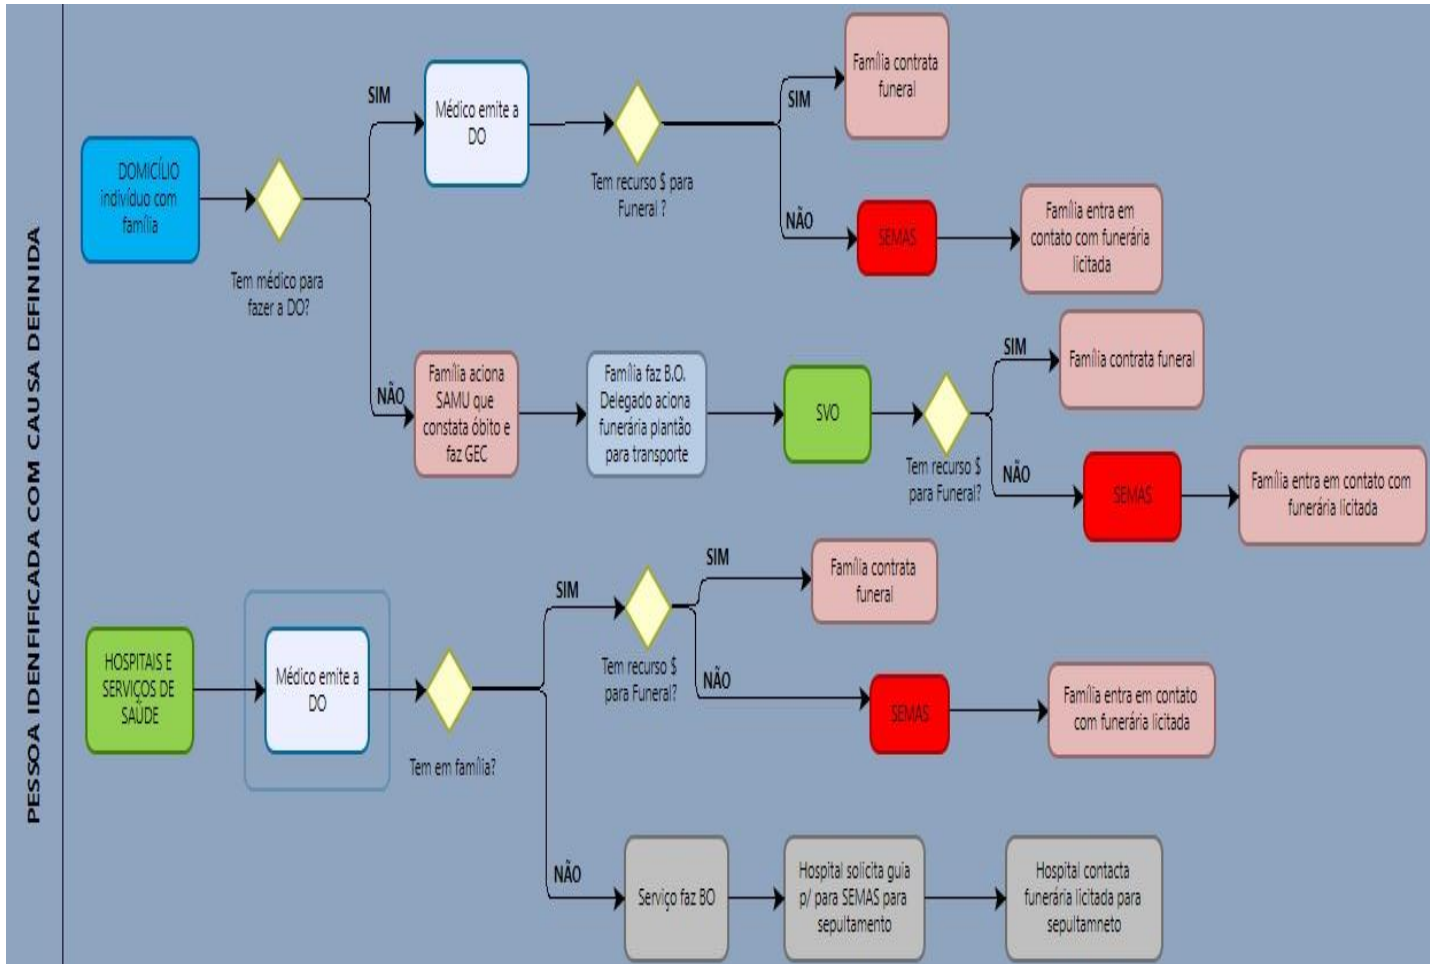 PESSOA IDENFIFICADA COM CAUSA DEFINIDA
DOMICÍLIO
indivíduo com
família
Tem médico para
fazer a DO?
SIM
Médico emite a
DO
Tem recurso $ para
Funeral ?
SIM
Família contrata
funeral
NÃO
SEMAS
Família entra em
contato com funerária
licitada
NÃO
Família aciona
SAMU que
constata óbito e
faz GEC
Família faz B.O.
Delegado aciona
funerária plantão
para transporte
SVO
Tem recurso $
para Funeral?
SIM
Família contrata funeral
NÃO
SEMAS
Família entra em contato com
funerária licitada
HOSPITAIS E
SERVIÇOS DE
SAÚDE
Médico emite a
DO
Tem em família?
SIM
Tem recurso $
para Funeral?
SIM
Família contrata
funeral
NÃO
SEMAS
Família entra em contato
com funerária licitada
NÃO
Serviço faz BO
Hospital solicita guia
p/ para SEMAS para
sepultamento
Hospital contacta
funerária licitada para
sepultamneto